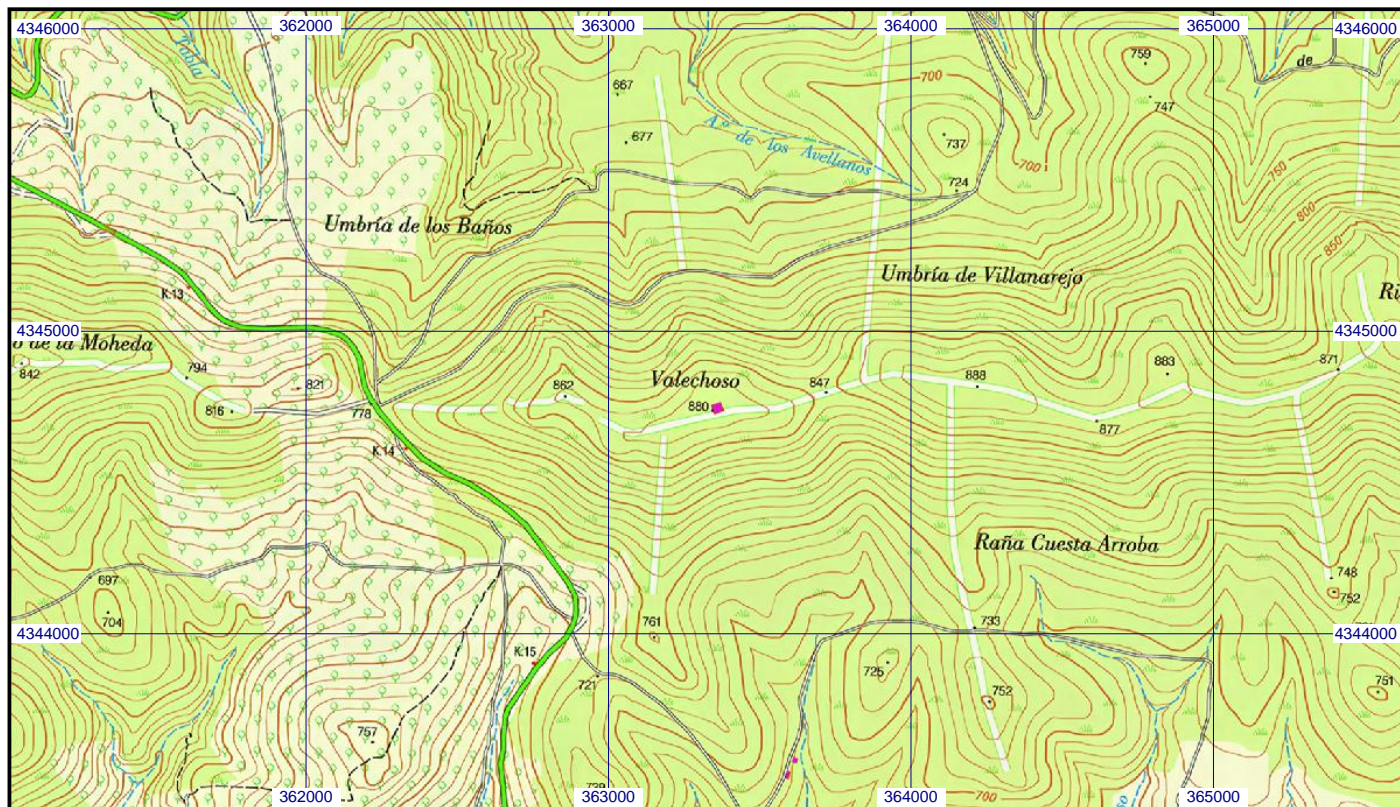 362000 363000 364000 365000
4346000 4346000
Tabla
de
759
700
667
747
A.º de los Avellanos
677
737
700
724
750
800
Umbría de los Baños
850
Umbría de Villanarejo
K.13
Ri
4345000 4345000
o de la Moheda
842
794
821
862
Valechoso
847
888
883
871
816
778
880
877
K.14
Raña Cuesta Arroba
697
748
752
704
4344000 4344000
761
733
K.15
721
725
752
751
757
739
700
362000 363000 364000 365000